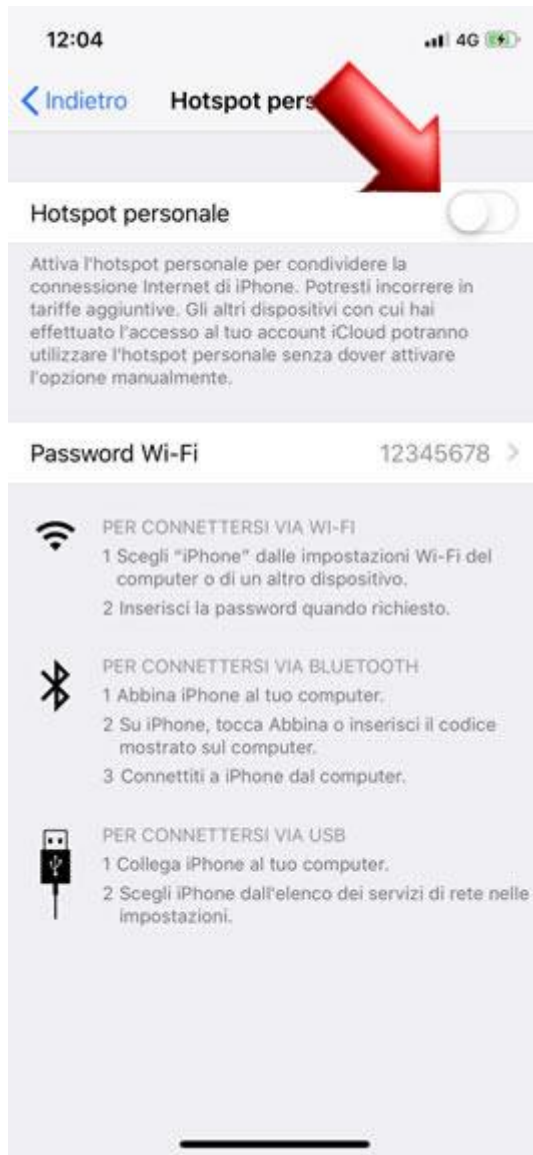 12:04 4G
Indietro Hotspot pers
Hotspot personale
Attiva l'hotspot personale per condividere la
connessione Internet di iPhone. Potresti incorrere in
tariffe aggiuntive. Gli altri dispositivi con cui hai
effettuato l'accesso al tuo account iCloud potranno
utilizzare l'hotspot personale senza dover attivare
l'opzione manualmente.
Password Wi-Fi 12345678
PER CONNETTERSI VIA WI-FI
1 Scegli "iPhone" dalle impostazioni Wi-Fi del
computer o di un altro dispositivo.
2 Inserisci la password quando richiesto.
PER CONNETTERSI VIA BLUETOOTH
1 Abbina iPhone al tuo computer.
2 Su iPhone, tocca Abbina o inserisci il codice
mostrato sul computer.
3 Connettiti a iPhone dal computer.
PER CONNETTERSI VIA USB
1 Collega iPhone al tuo computer.
2 Scegli iPhone dall'elenco dei servizi di rete nelle
impostazioni.